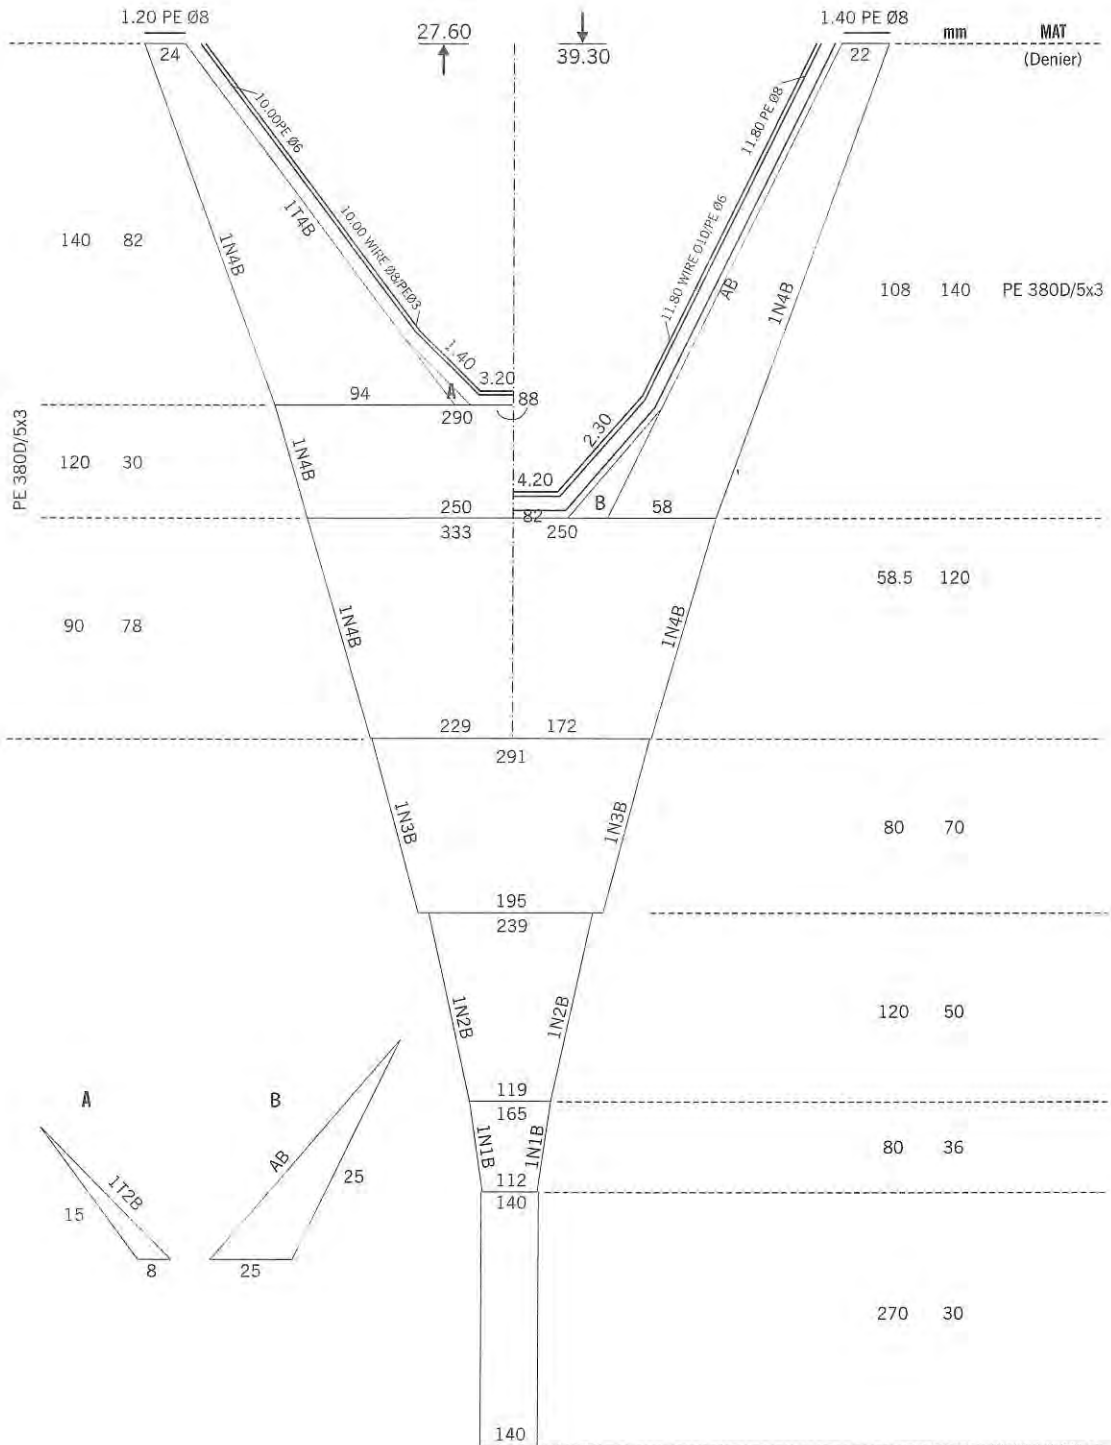 1.20 PE Ø8
27.60
39.30
1.40 PE Ø8
mm
MAT
(Denier)
24
22
10.00PE Ø6
11.80 PE Ø8
1T4B
10.00 WIRE Ø8/PEØ3
11.80 WIRE O10/PE Ø6
140 82
1N4B
AB
1N4B
108 140 PE 380D/5x3
1.40
3.20
94
A
88
290
2.30
PE 380D/5x3
120 30
1N4B
4.20
250
82
B
58
333
250
58.5 120
90 78
1N4B
1N4B
229
172
291
1N3B
1N3B
80 70
195
239
1N2B
1N2B
120 50
119
165
A
B
1N1B
1N1B
80 36
1T2B
15
AB
25
112
140
8
25
270 30
140